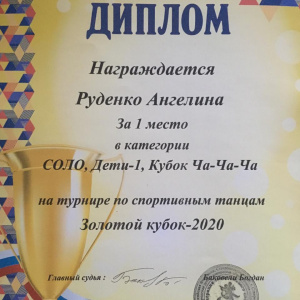 ДИПЛОМ
Награждается
Руденко Ангелина
За 1 место
в категории
СОЛО, Дети-1, Кубок Ча-Ча-Ча
на турнире по спортивным танцам
Золотой кубок-2020
Главный судья : Баковели Богдан